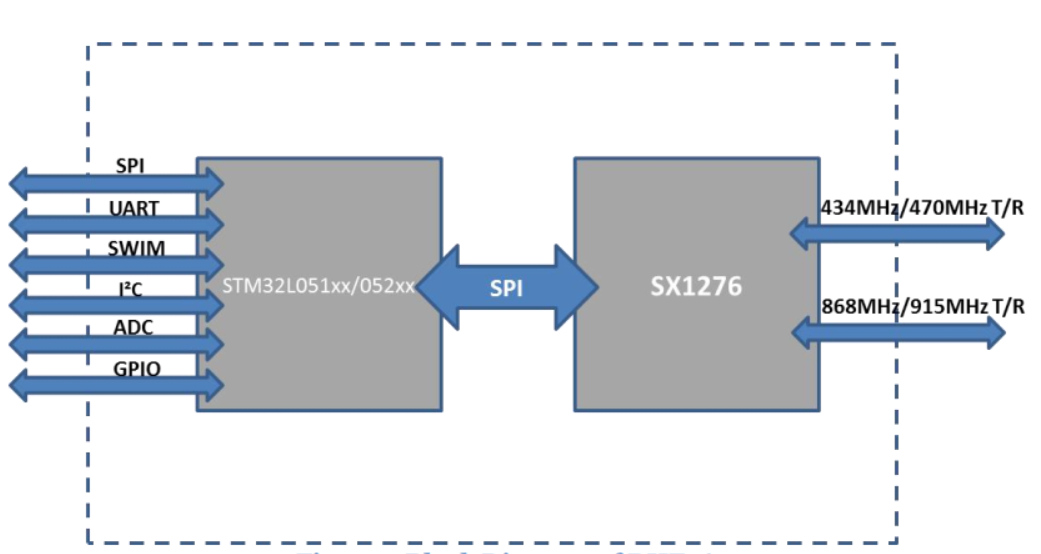 SPI
UART
SWIM
I²C
ADC
GPIO
STM32L051xx/052xx
SPI
SX1276
434MHz/470MHz T/R
868MHz/915MHz T/R